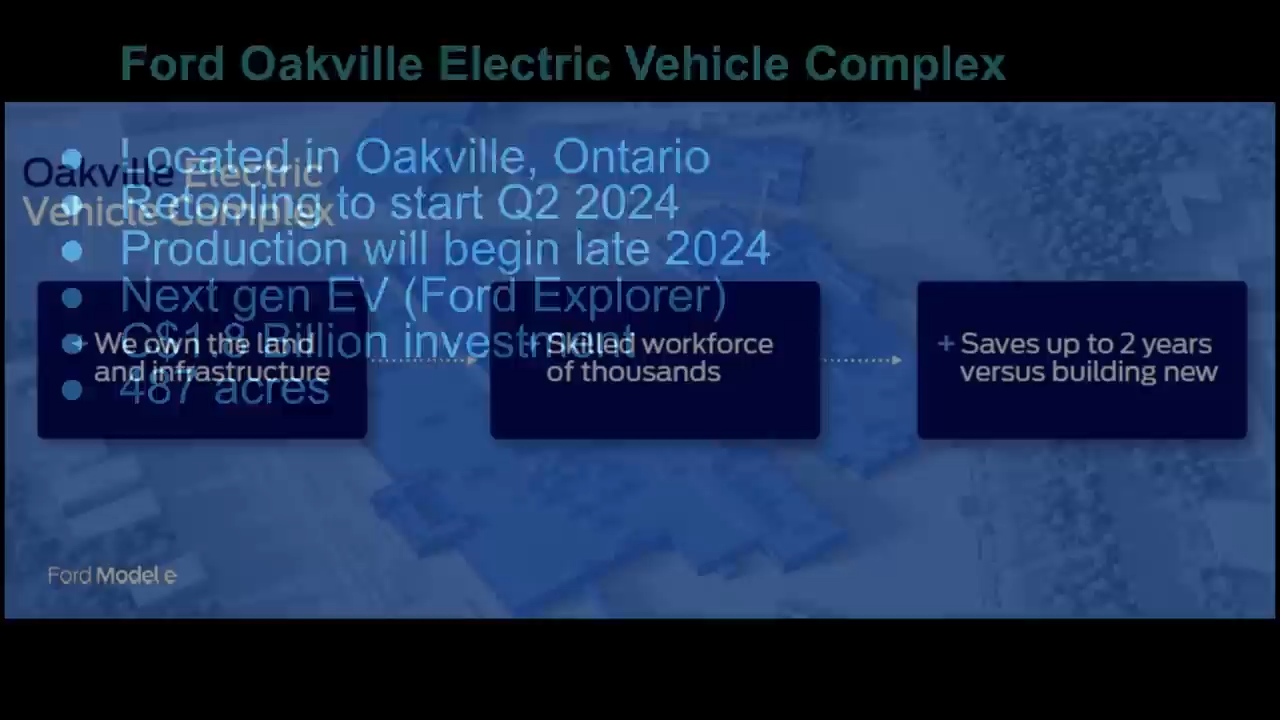 Ford Oakville Electric Vehicle Complex
Located in Oakville, Ontario
Retooling to start Q2 2024
Production will begin late 2024
Next gen EV (Ford Explorer)
C$1.8 Billion investment
487 acres
Oakville Electric
Vehicle Complex
We own the land
and infrastructure
+ Skilled workforce
of thousands
+ Saves up to 2 years
versus building new
Ford Model e